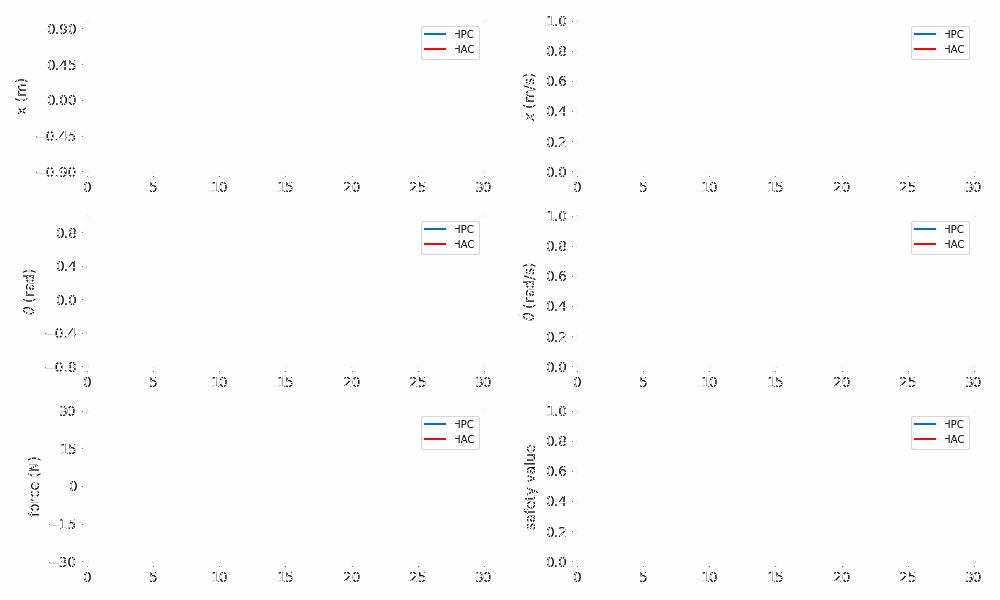 0.90
0.45
0.00
−0.45
−0.90
x (m)
0 5 10 15 20 25 30
HPC
HAC
1.0
0.8
0.6
0.4
0.2
0.0
ẋ (m/s)
0 5 10 15 20 25 30
HPC
HAC
0.8
0.4
0.0
−0.4
−0.8
θ (rad)
0 5 10 15 20 25 30
HPC
HAC
1.0
0.8
0.6
0.4
0.2
0.0
θ̇ (rad/s)
0 5 10 15 20 25 30
HPC
HAC
30
15
0
−15
−30
force (N)
0 5 10 15 20 25 30
HPC
HAC
1.0
0.8
0.6
0.4
0.2
0.0
safety value
0 5 10 15 20 25 30
HPC
HAC